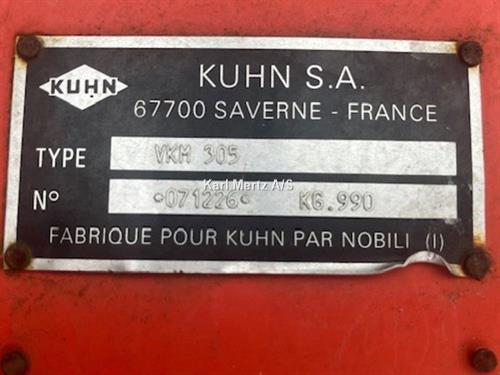 KUHN
KUHN S.A.
67700 SAVERNE - FRANCE
TYPE VKM 305
Karl Mertz A/S
N° •071226• KG.990
FABRIQUE POUR KUHN PAR NOBILI (I)